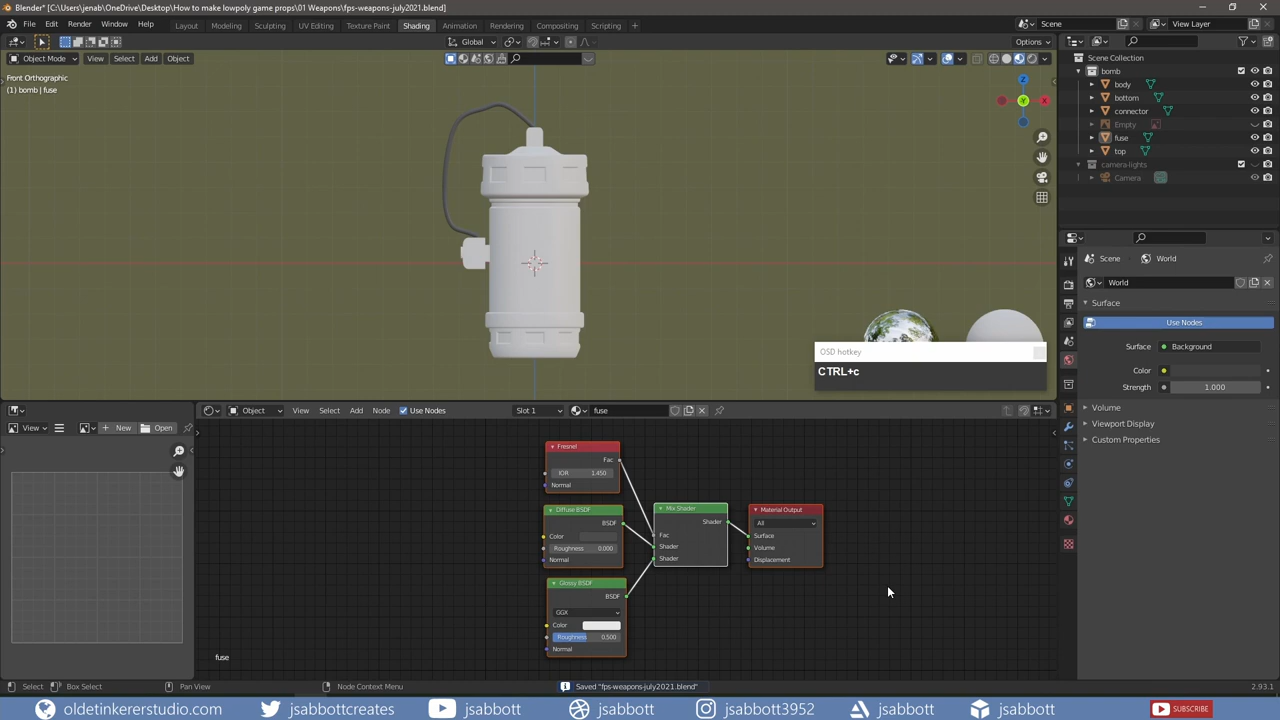 Blender* [C:\Users\jenab\OneDrive\Desktop\How to make lowpoly game props\01 Weapons\fps-weapons-july2021.blend]
File Edit Render Window Help Layout Modeling Sculpting UV Editing Texture Paint Shading Animation Rendering Compositing Scripting Scene View Layer
Global Options
Object Mode View Select Add Object
Front Orthographic
(1) bomb | fuse
Z
Y
X
OSD hotkey
CTRL+c
Scene Collection
bomb
body
bottom
connector
Empty
fuse
top
camera-lights
Camera
Scene World
World
Surface
Use Nodes
Surface Background
Color
Strength 1.000
Volume
Viewport Display
Custom Properties
View New Open
Object View Select Add Node Use Nodes Slot 1 fuse
Fresnel
Fac
IOR 1.450
Normal
Diffuse BSDF
BSDF
Color
Roughness 0.000
Normal
Glossy BSDF
BSDF
GGX
Color
Roughness 0.500
Normal
Mix Shader
Shader
Fac
Shader
Shader
Material Output
All
Surface
Volume
Displacement
fuse
Select Box Select Pan View Node Context Menu Saved "fps-weapons-july2021.blend" 2.93.1
oldetinkererstudio.com jsabbottcreates jsabbott jsabbott jsabbott3952 jsabbott jsabbott SUBSCRIBE